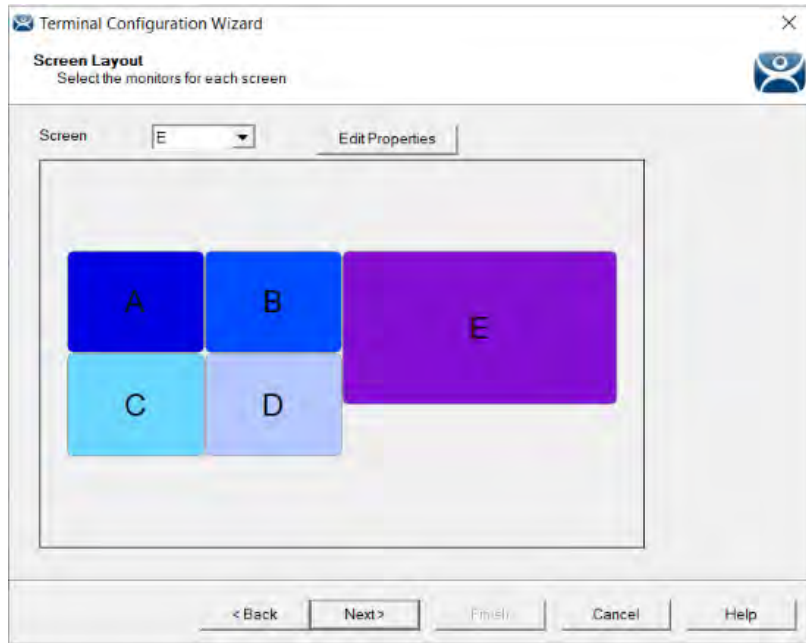 Terminal Configuration Wizard
Screen Layout
Select the monitors for each screen
Screen E Edit Properties
A B E
C D
< Back Next > Finish Cancel Help